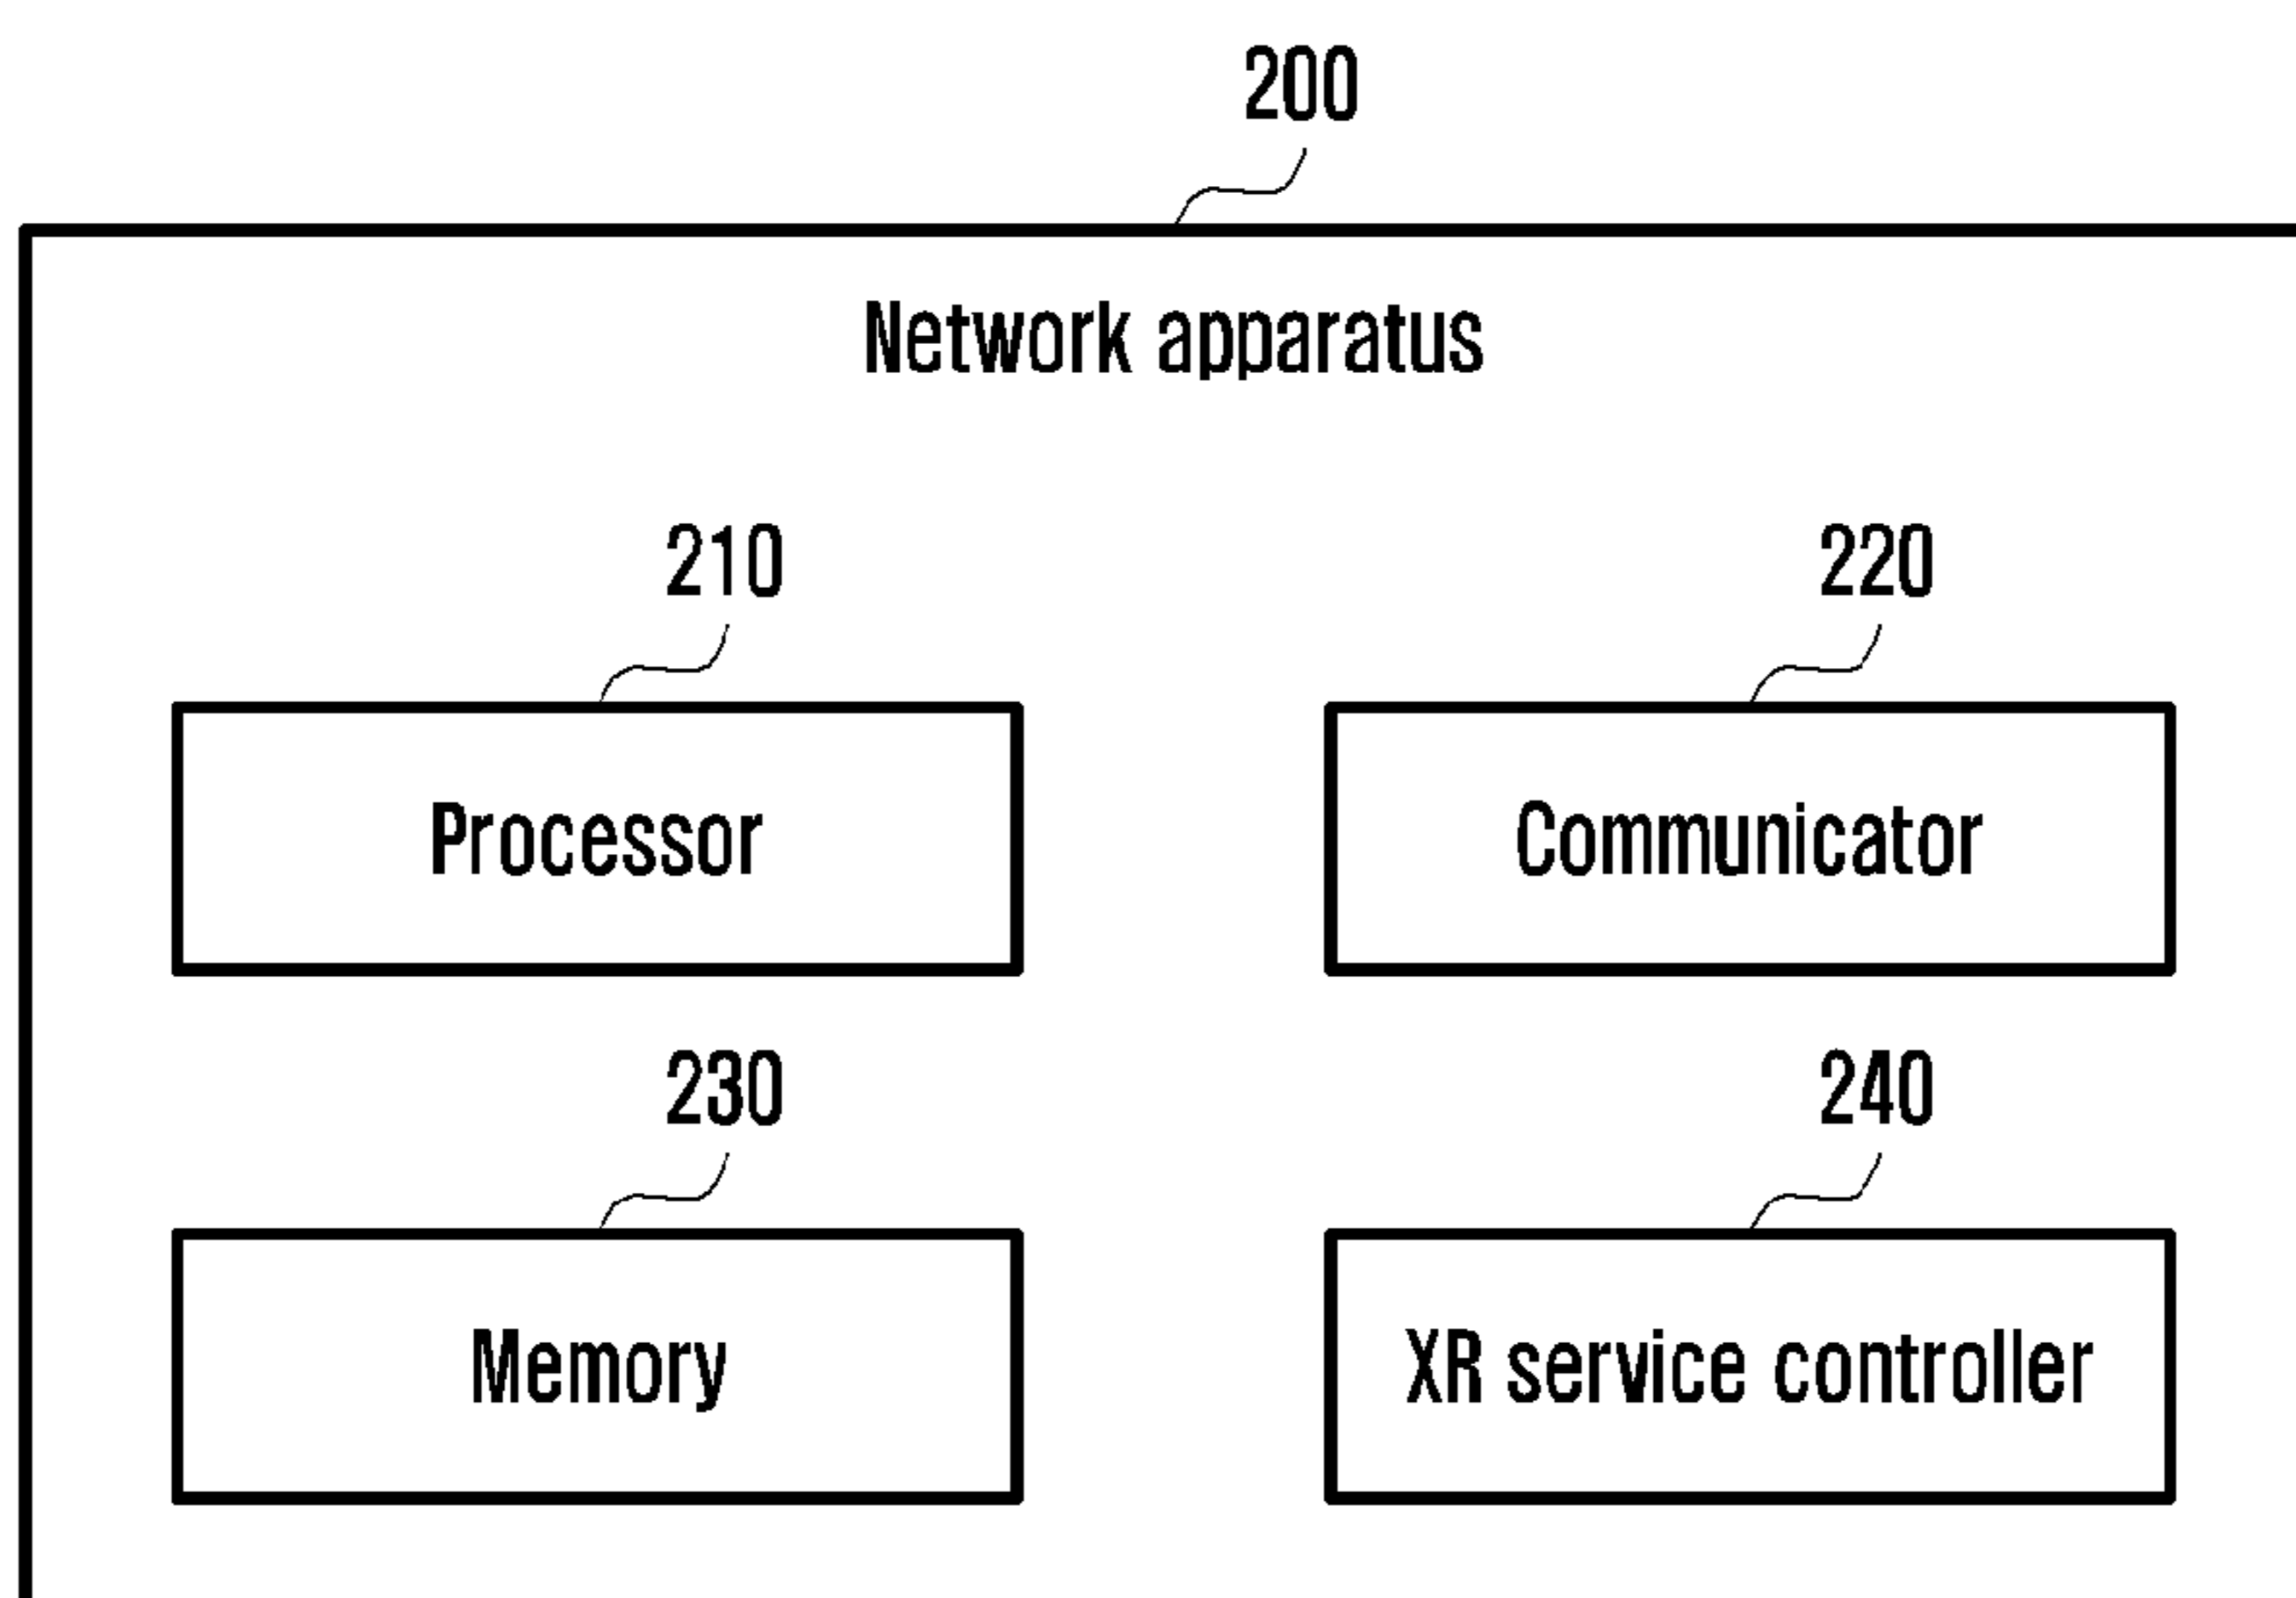 200
Network apparatus
210
220
Processor
Communicator
230
240
Memory
XR service controller